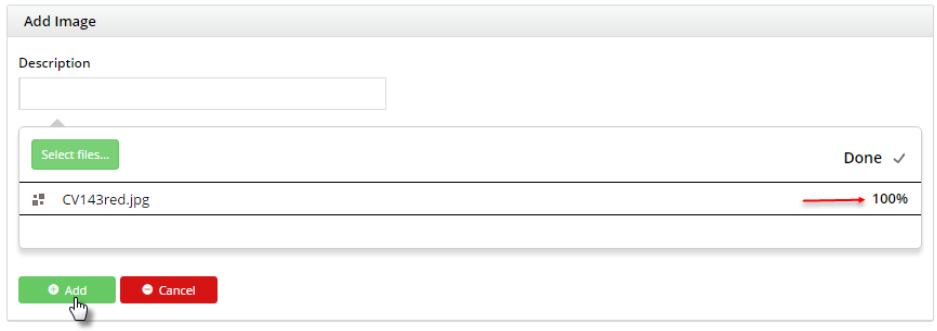 Add Image
Description
Select files...
Done
CV143red.jpg 100%
Add Cancel